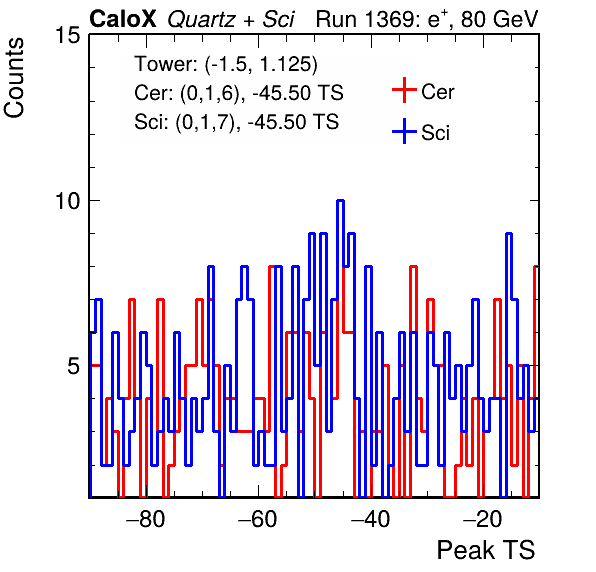 CaloX Quartz + Sci Run 1369: e+, 80 GeV
Counts
15
10
5
Tower: (-1.5, 1.125)
Cer: (0,1,6), -45.50 TS
Sci: (0,1,7), -45.50 TS
Cer
Sci
−80 −60 −40 −20
Peak TS